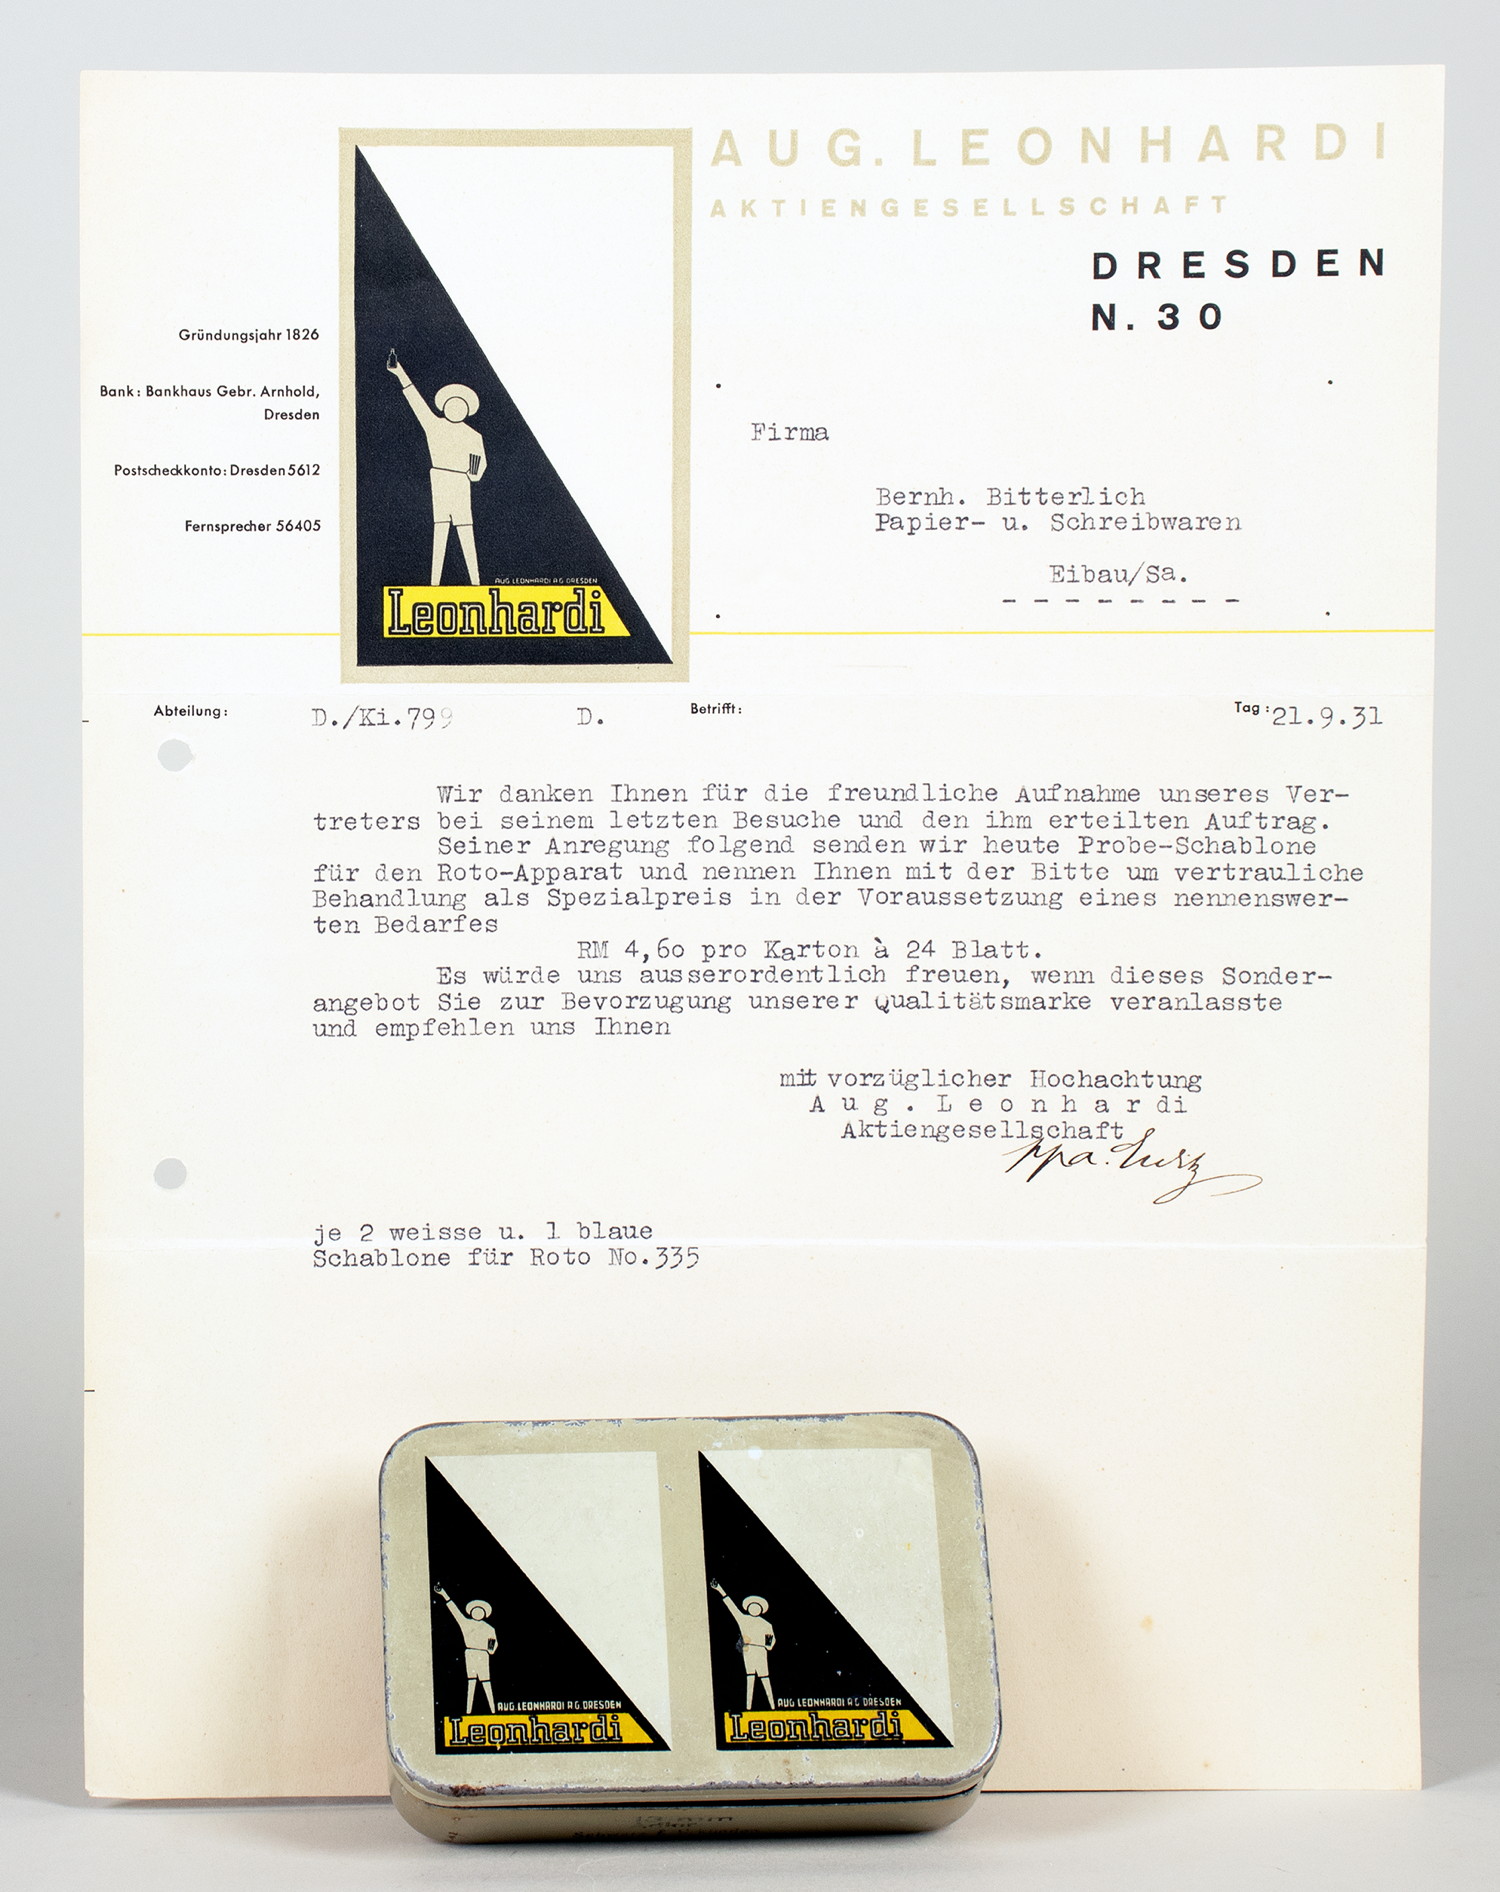 AUG. LEONHARDI
AKTIENGESELLSCHAFT
DRESDEN
N. 30
Gründungsjahr 1826
Bank: Bankhaus Gebr. Arnhold,
Dresden
Postscheckkonto: Dresden 5612
Fernsprecher 56405
AUG. LEONHARDI A.G. DRESDEN
Leonhardi
Firma
Bernh. Bitterlich
Papier- u. Schreibwaren
Eibau/Sa.
Abteilung: D./Ki.799 D. Betrifft: Tag: 21.9.31
Wir danken Ihnen für die freundliche Aufnahme unseres Ver-
treters bei seinem letzten Besuche und den ihm erteilten Auftrag.
Seiner Anregung folgend senden wir heute Probe-Schablone
für den Roto-Apparat und nennen Ihnen mit der Bitte um vertrauliche
Behandlung als Spezialpreis in der Voraussetzung eines nennenswer-
ten Bedarfes
RM 4,60 pro Karton à 24 Blatt.
Es würde uns ausserordentlich freuen, wenn dieses Sonder-
angebot Sie zur Bevorzugung unserer Qualitätsmarke veranlasste
und empfehlen uns Ihnen
mit vorzüglicher Hochachtung
Aug. Leonhardi
Aktiengesellschaft
ppa.
je 2 weisse u. 1 blaue
Schablone für Roto No.335
AUG. LEONHARDI A.G. DRESDEN
Leonhardi
AUG. LEONHARDI A.G. DRESDEN
Leonhardi